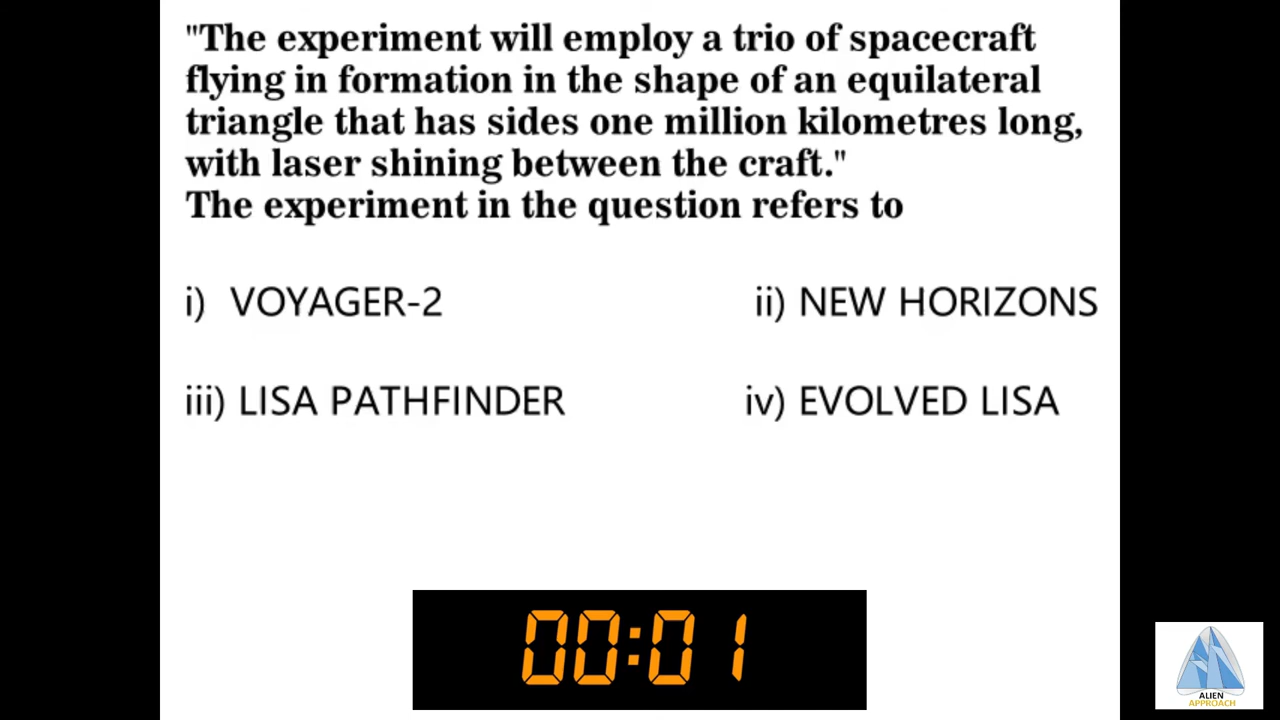 "The experiment will employ a trio of spacecraft
flying in formation in the shape of an equilateral
triangle that has sides one million kilometres long,
with laser shining between the craft."
The experiment in the question refers to
i) VOYAGER-2
ii) NEW HORIZONS
iii) LISA PATHFINDER
iv) EVOLVED LISA
00:01
ALIEN
APPROACH